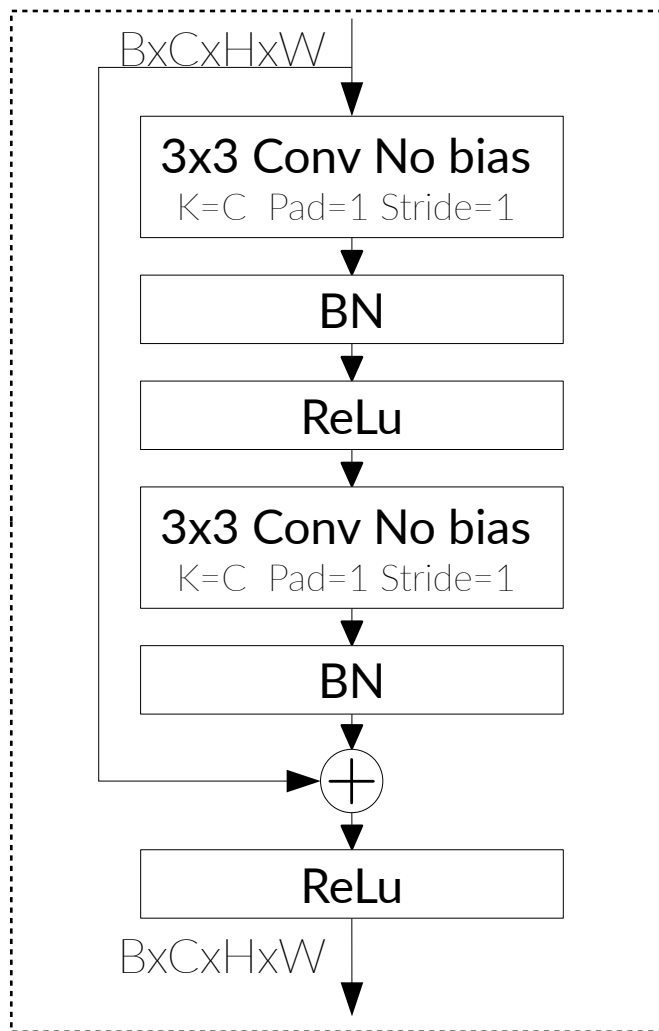 BxCxHxW
3x3 Conv No bias
K=C Pad=1 Stride=1
BN
ReLu
3x3 Conv No bias
K=C Pad=1 Stride=1
BN
+
ReLu
BxCxHxW